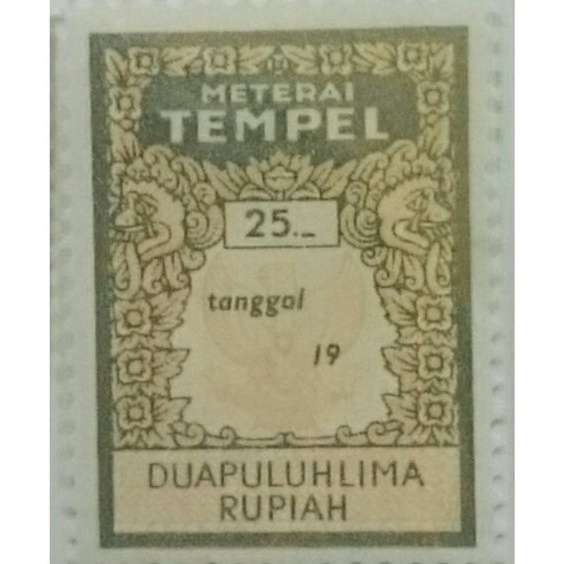 METERAI
TEMPEL
25._
tanggal
19
DUAPULUHLIMA
RUPIAH